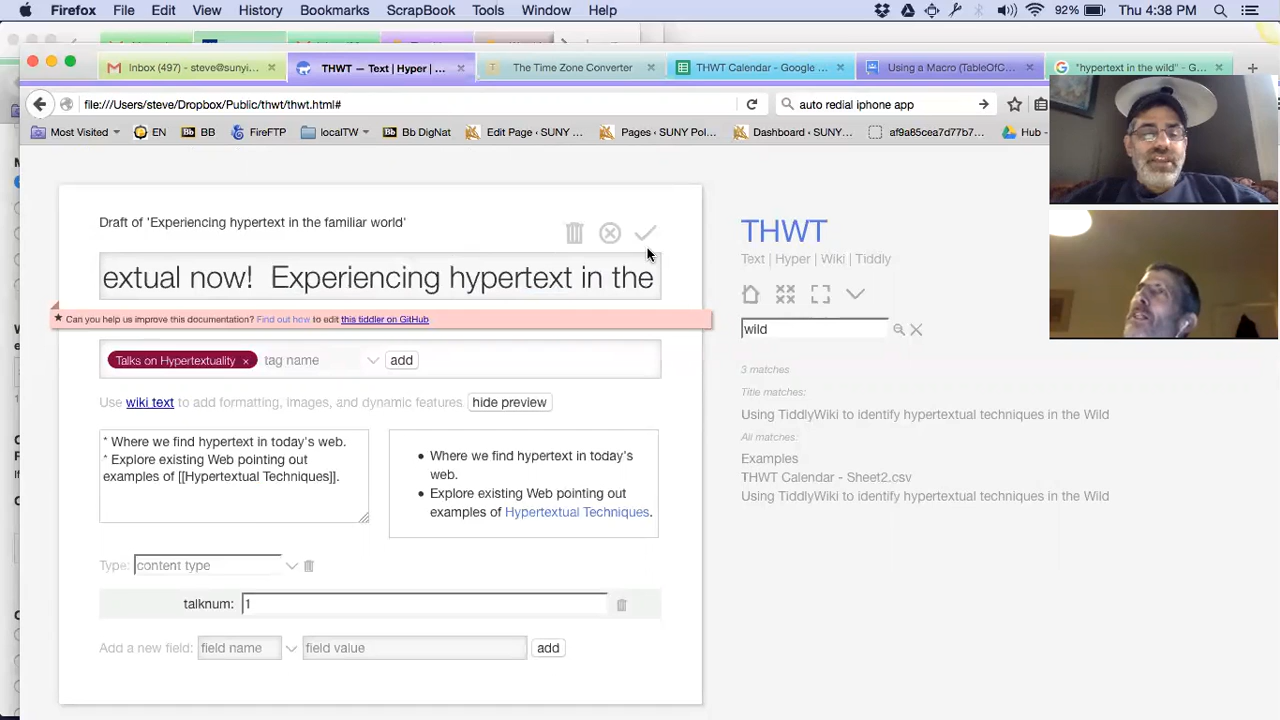 Firefox File Edit View History Bookmarks ScrapBook Tools Window Help 92% Thu 4:38 PM
Inbox (497) - steve@sunyi... THWT — Text | Hyper | ... The Time Zone Converter THWT Calendar - Google ... Using a Macro (TableOfC... "hypertext in the wild" - G...
file:///Users/steve/Dropbox/Public/thwt/thwt.html# auto redial iphone app
Most Visited EN Bb BB FireFTP localTW Bb DigNat Edit Page ‹ SUNY ... Pages ‹ SUNY Pol... Dashboard ‹ SUNY... af9a85cea7d77b7... Hub -
Draft of 'Experiencing hypertext in the familiar world'
extual now! Experiencing hypertext in the
Can you help us improve this documentation? Find out how to edit this tiddler on GitHub
Talks on Hypertextuality × tag name add
Use wiki text to add formatting, images, and dynamic features hide preview
* Where we find hypertext in today's web.
* Explore existing Web pointing out
examples of [[Hypertextual Techniques]].
Where we find hypertext in today's
web.
Explore existing Web pointing out
examples of Hypertextual Techniques.
Type: content type
talknum: 1
Add a new field: field name field value add
THWT
Text | Hyper | Wiki | Tiddly
wild
3 matches
Title matches:
Using TiddlyWiki to identify hypertextual techniques in the Wild
All matches:
Examples
THWT Calendar - Sheet2.csv
Using TiddlyWiki to identify hypertextual techniques in the Wild